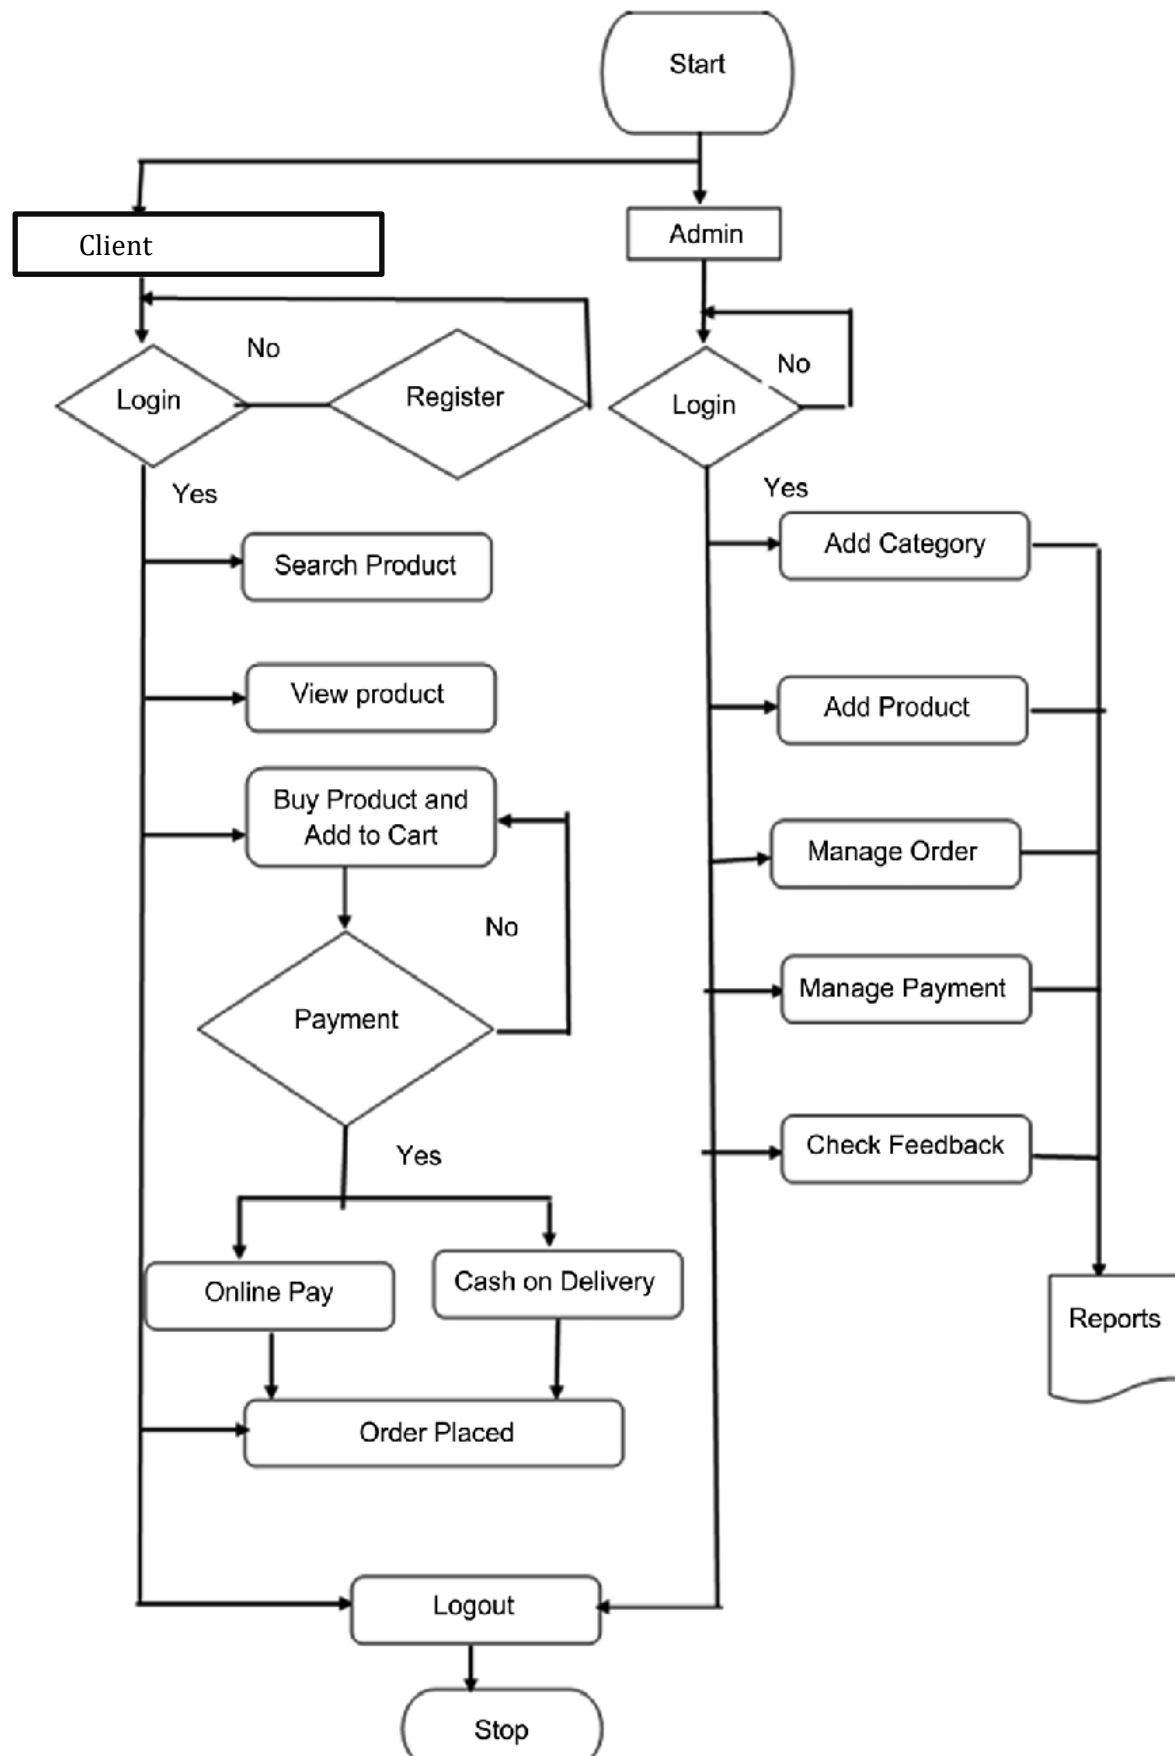 Start
Client
Admin
No
Login
Register
No
Login
Yes
Search Product
View product
Buy Product and
Add to Cart
No
Payment
Yes
Online Pay
Cash on Delivery
Order Placed
Yes
Add Category
Add Product
Manage Order
Manage Payment
Check Feedback
Reports
Logout
Stop